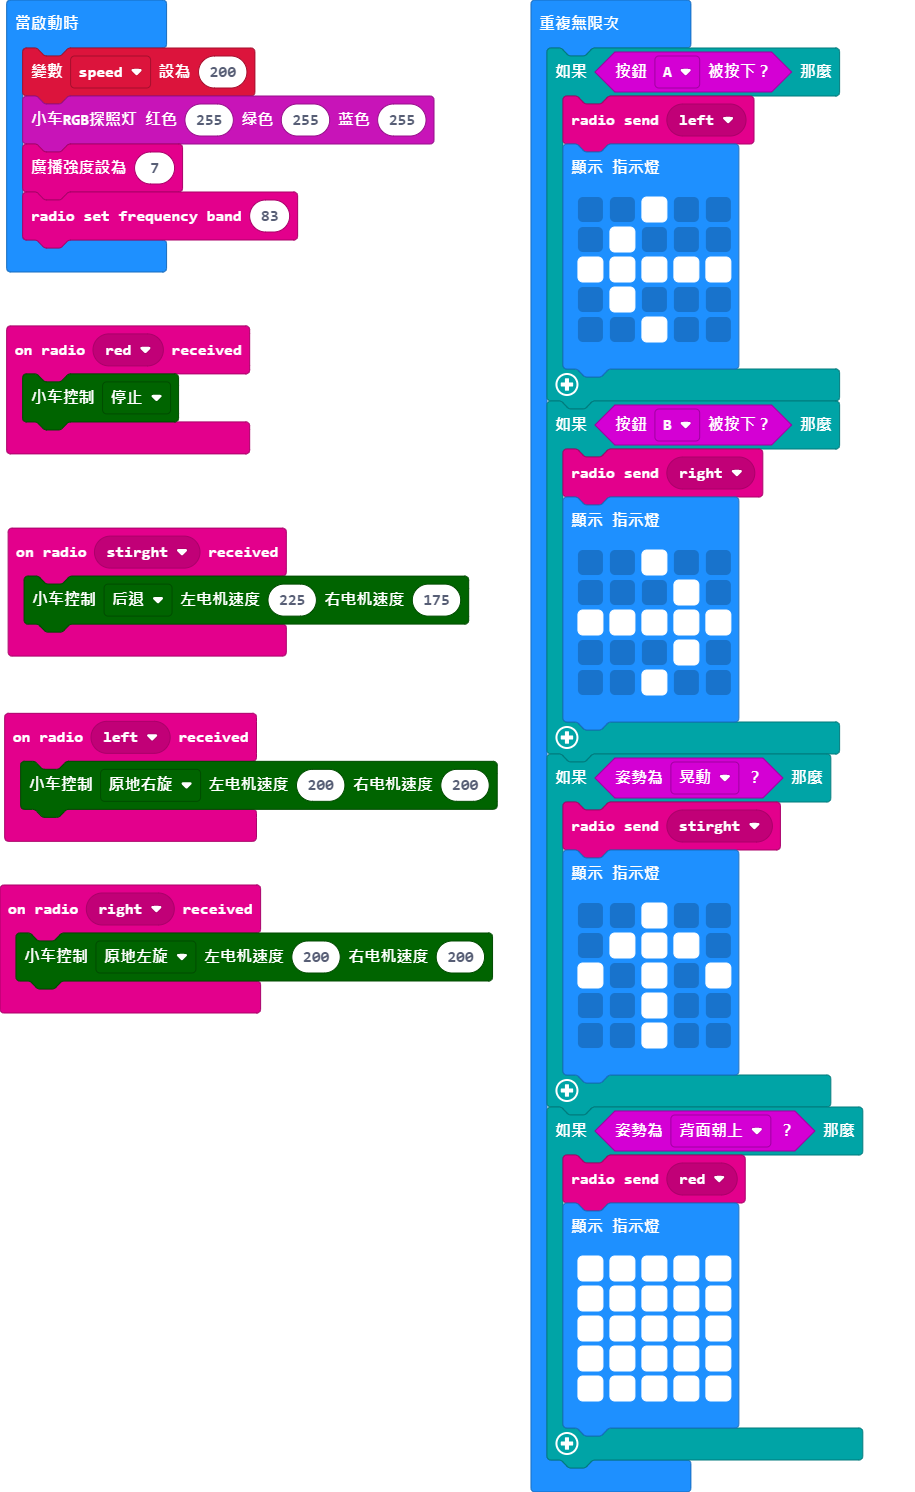 當啟動時
變數 speed 設為 200
小车RGB探照灯 红色 255 绿色 255 蓝色 255
廣播強度設為 7
radio set frequency band 83
on radio red received
小车控制 停止
on radio stirght received
小车控制 后退 左电机速度 225 右电机速度 175
on radio left received
小车控制 原地右旋 左电机速度 200 右电机速度 200
on radio right received
小车控制 原地左旋 左电机速度 200 右电机速度 200
重複無限次
如果 按鈕 A 被按下？ 那麼
radio send left
顯示 指示燈
如果 按鈕 B 被按下？ 那麼
radio send right
顯示 指示燈
如果 姿勢為 晃動 ？ 那麼
radio send stirght
顯示 指示燈
如果 姿勢為 背面朝上 ？ 那麼
radio send red
顯示 指示燈